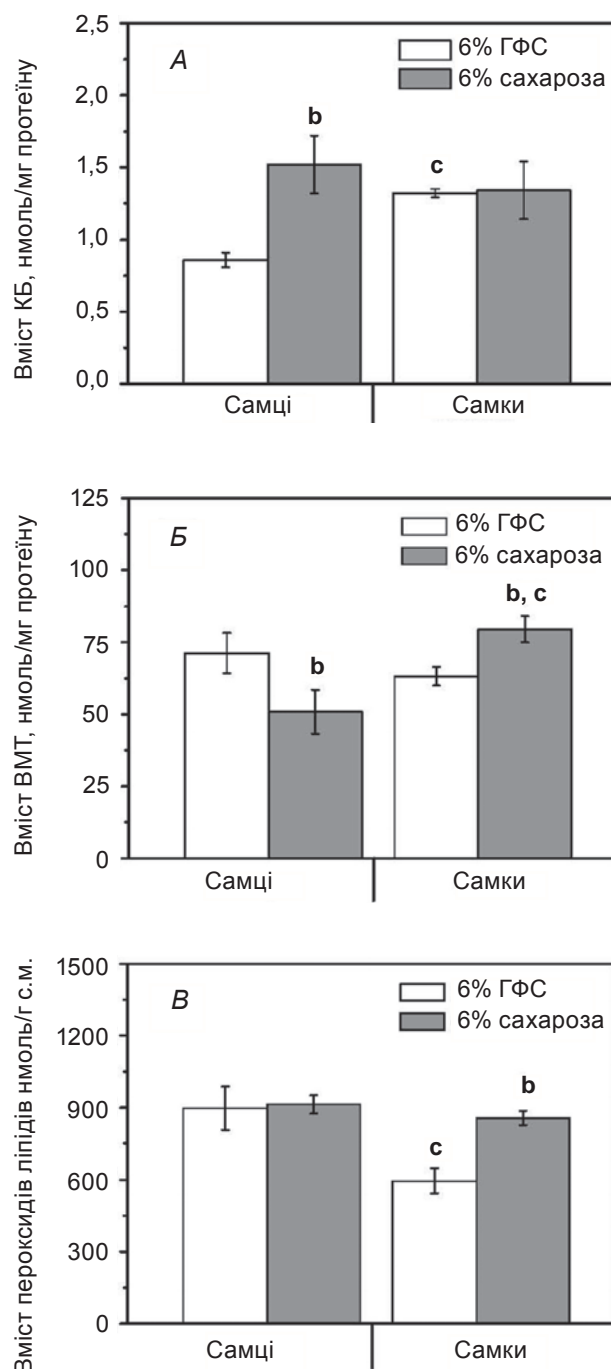 Вміст КБ, нмоль/мг протеїну
2,5
2,0
1,5
1,0
0,5
0,0
А
6% ГФС
6% сахароза
b
c
Самці
Самки
Вміст ВМТ, нмоль/мг протеїну
125
100
75
50
25
0
Б
6% ГФС
6% сахароза
b
b, c
Самці
Самки
Вміст пероксидів ліпідів нмоль/г с.м.
1500
1200
900
600
300
0
В
6% ГФС
6% сахароза
c
b
Самці
Самки